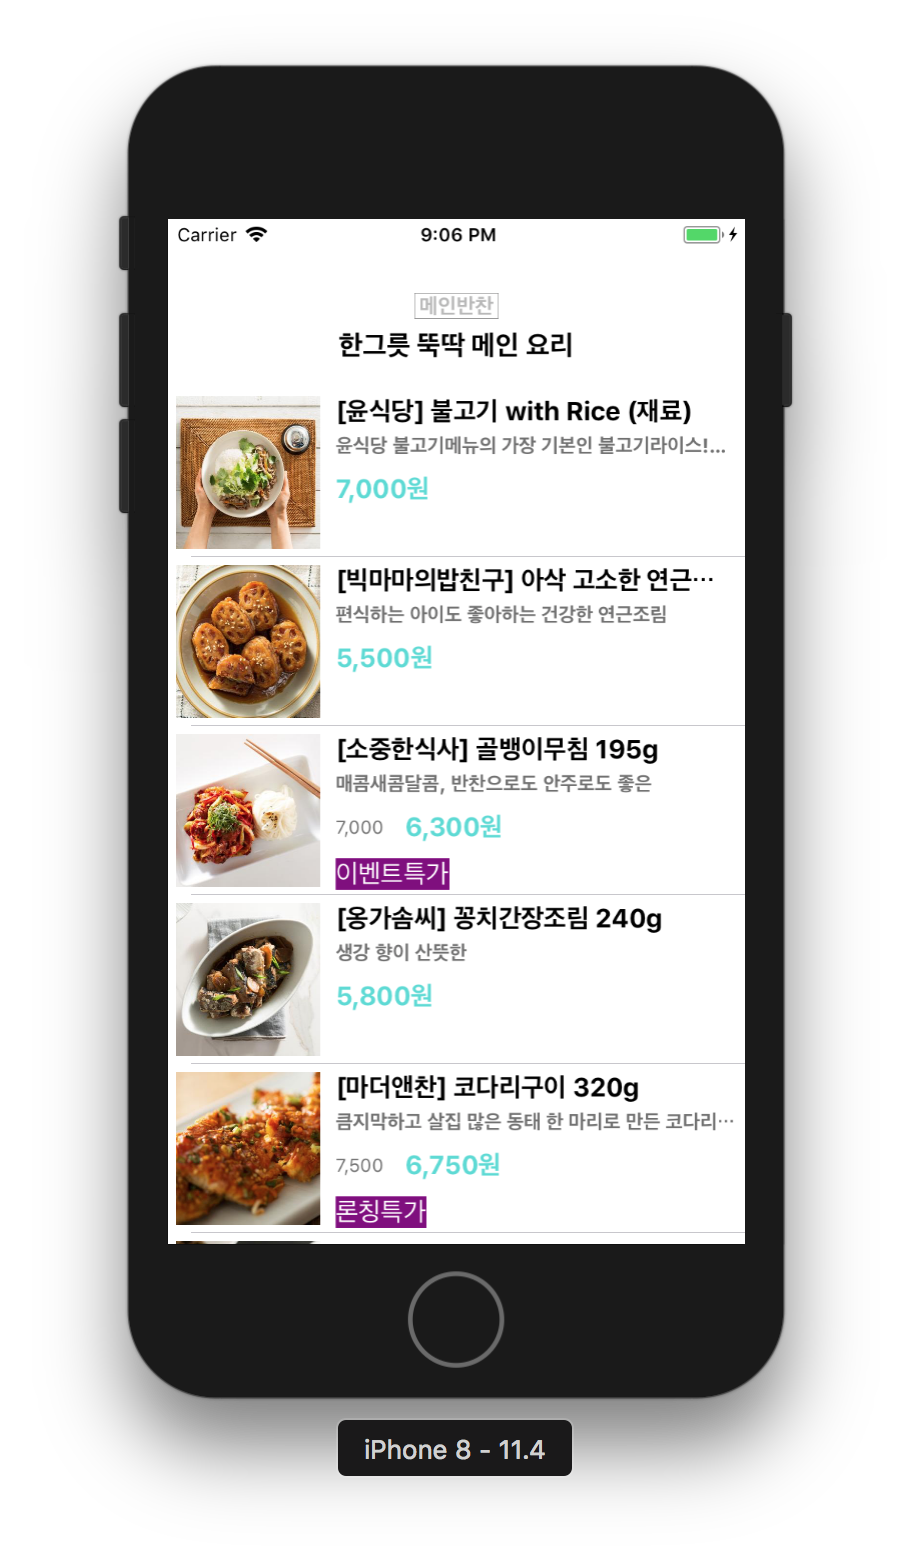 Carrier 9:06 PM
메인반찬
한그릇 뚝딱 메인 요리
[윤식당] 불고기 with Rice (재료)
윤식당 불고기메뉴의 가장 기본인 불고기라이스!...
7,000원
[빅마마의밥친구] 아삭 고소한 연근…
편식하는 아이도 좋아하는 건강한 연근조림
5,500원
[소중한식사] 골뱅이무침 195g
매콤새콤달콤, 반찬으로도 안주로도 좋은
7,000 6,300원
이벤트특가
[옹가솜씨] 꽁치간장조림 240g
생강 향이 산뜻한
5,800원
[마더앤찬] 코다리구이 320g
큼지막하고 살집 많은 동태 한 마리로 만든 코다리…
7,500 6,750원
론칭특가
iPhone 8 - 11.4